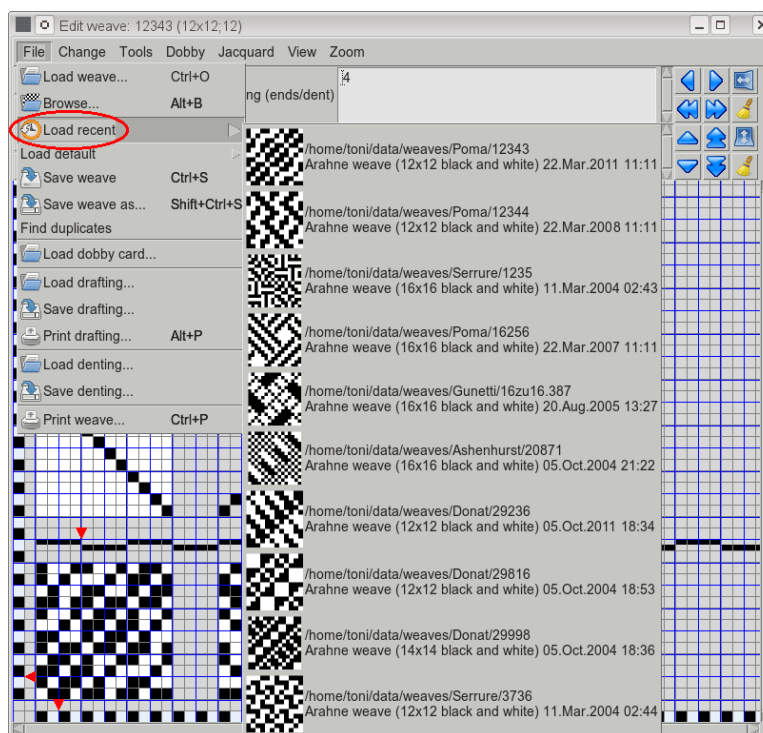 Edit weave: 12343 (12x12;12)
File Change Tools Dobby Jacquard View Zoom
Load weave... Ctrl+O
Browse... Alt+B
Load recent
Load default
Save weave Ctrl+S
Save weave as... Shift+Ctrl+S
Find duplicates
Load dobby card...
Load drafting...
Save drafting...
Print drafting... Alt+P
Load denting...
Save denting...
Print weave... Ctrl+P
ng (ends/dent) 4
/home/toni/data/weaves/Poma/12343
Arahne weave (12x12 black and white) 22.Mar.2011 11:11
/home/toni/data/weaves/Poma/12344
Arahne weave (12x12 black and white) 22.Mar.2008 11:11
/home/toni/data/weaves/Serrure/1235
Arahne weave (16x16 black and white) 11.Mar.2004 02:43
/home/toni/data/weaves/Poma/16256
Arahne weave (16x16 black and white) 22.Mar.2007 11:11
/home/toni/data/weaves/Gunetti/16zu16.387
Arahne weave (16x16 black and white) 20.Aug.2005 13:27
/home/toni/data/weaves/Ashenhurst/20871
Arahne weave (16x16 black and white) 05.Oct.2004 21:22
/home/toni/data/weaves/Donat/29236
Arahne weave (12x12 black and white) 05.Oct.2011 18:34
/home/toni/data/weaves/Donat/29816
Arahne weave (12x12 black and white) 05.Oct.2004 18:53
/home/toni/data/weaves/Donat/29998
Arahne weave (14x14 black and white) 05.Oct.2004 18:36
/home/toni/data/weaves/Serrure/3736
Arahne weave (12x12 black and white) 11.Mar.2004 02:44